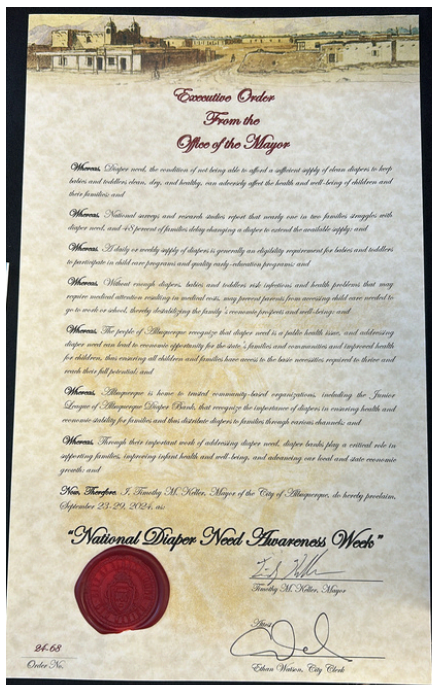 Executive Order
From the
Office of the Mayor
Whereas, Diaper need, the condition of not being able to afford a sufficient supply of clean diapers to keep
babies and toddlers clean, dry, and healthy, can adversely affect the health and well-being of children and
their families; and
Whereas, National surveys and research studies report that nearly one in two families struggles with
diaper need, and 48 percent of families delay changing a diaper to extend the available supply; and
Whereas, A daily or weekly supply of diapers is generally an eligibility requirement for babies and toddlers
to participate in child care programs and quality early-education programs; and
Whereas, Without enough diapers, babies and toddlers risk infections and health problems that may
require medical attention resulting in medical costs, may prevent parents from accessing child care needed to
go to work or school, thereby destabilizing the family's economic prospects and well-being; and
Whereas, The people of Albuquerque recognize that diaper need is a public health issue, and addressing
diaper need can lead to economic opportunity for the state's families and communities and improved health
for children, thus ensuring all children and families have access to the basic necessities required to thrive and
reach their full potential; and
Whereas, Albuquerque is home to trusted community-based organizations, including the Junior
League of Albuquerque Diaper Bank, that recognize the importance of diapers in ensuring health and
economic stability for families and thus distribute diapers to families through various channels; and
Whereas, Through their important work of addressing diaper need, diaper banks play a critical role in
supporting families, improving infant health and well-being, and advancing our local and state economic
growth; and
Now, Therefore, I, Timothy M. Keller, Mayor of the City of Albuquerque, do hereby proclaim,
September 23-29, 2024, as:
"National Diaper Need Awareness Week"
Timothy M. Keller, Mayor
Attest
24-68
Order No.
Ethan Watson, City Clerk